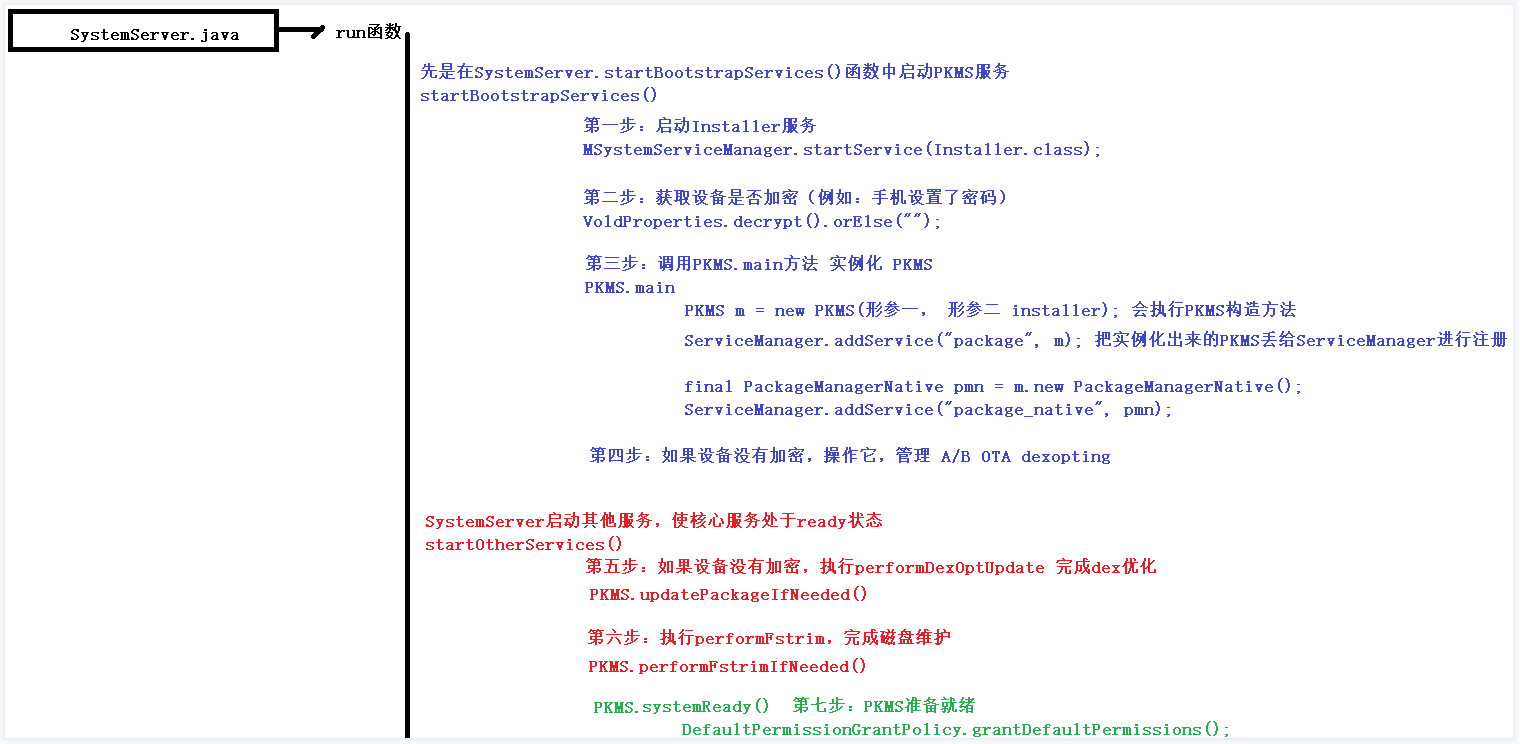 SystemServer.java
run函数
先是在SystemServer.startBootstrapServices()函数中启动PKMS服务
startBootstrapServices()
第一步：启动Installer服务
MSystemServiceManager.startService(Installer.class);
第二步：获取设备是否加密（例如：手机设置了密码）
VoldProperties.decrypt().orElse("");
第三步：调用PKMS.main方法 实例化 PKMS
PKMS.main
PKMS m = new PKMS(形参一， 形参二 installer); 会执行PKMS构造方法
ServiceManager.addService("package", m); 把实例化出来的PKMS丢给ServiceManager进行注册
final PackageManagerNative pmn = m.new PackageManagerNative();
ServiceManager.addService("package_native", pmn);
第四步：如果设备没有加密，操作它，管理 A/B OTA dexopting
SystemServer启动其他服务，使核心服务处于ready状态
startOtherServices()
第五步：如果设备没有加密，执行performDexOptUpdate 完成dex优化
PKMS.updatePackageIfNeeded()
第六步：执行performFstrim，完成磁盘维护
PKMS.performFstrimIfNeeded()
PKMS.systemReady() 第七步：PKMS准备就绪
DefaultPermissionGrantPolicy.grantDefaultPermissions();